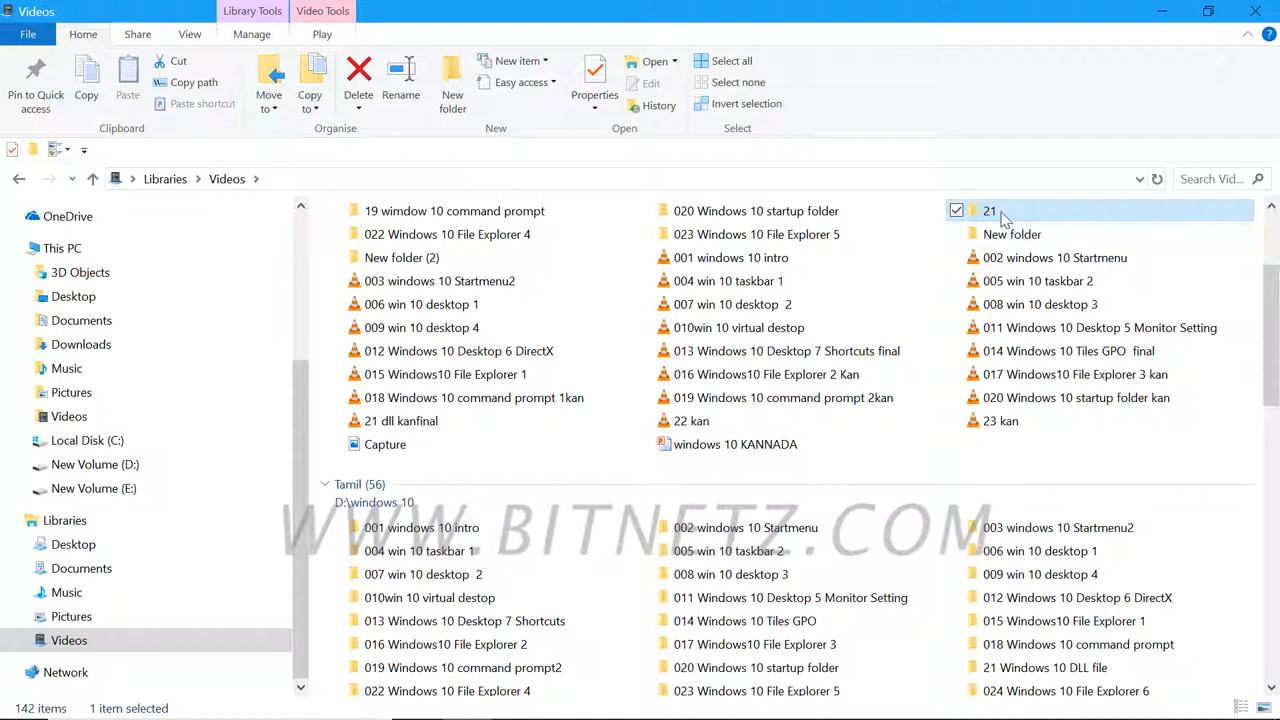 Videos
Library Tools Video Tools
File Home Share View Manage Play
Pin to Quick access
Copy
Paste
Cut
Copy path
Paste shortcut
Clipboard
Move to
Copy to
Delete
Rename
Organise
New folder
New item
Easy access
New
Properties
Open
Edit
History
Open
Select all
Select none
Invert selection
Select
Libraries Videos
Search Vid...
OneDrive
This PC
3D Objects
Desktop
Documents
Downloads
Music
Pictures
Videos
Local Disk (C:)
New Volume (D:)
New Volume (E:)
Libraries
Desktop
Documents
Music
Pictures
Videos
Network
19 wimdow 10 command prompt 020 Windows 10 startup folder 21
022 Windows 10 File Explorer 4 023 Windows 10 File Explorer 5 New folder
New folder (2) 001 windows 10 intro 002 windows 10 Startmenu
003 windows 10 Startmenu2 004 win 10 taskbar 1 005 win 10 taskbar 2
006 win 10 desktop 1 007 win 10 desktop  2 008 win 10 desktop 3
009 win 10 desktop 4 010win 10 virtual destop 011 Windows 10 Desktop 5 Monitor Setting
012 Windows 10 Desktop 6 DirectX 013 Windows 10 Desktop 7 Shortcuts final 014 Windows 10 Tiles GPO  final
015 Windows10 File Explorer 1 016 Windows10 File Explorer 2 Kan 017 Windows10 File Explorer 3 kan
018 Windows 10 command prompt 1kan 019 Windows 10 command prompt 2kan 020 Windows 10 startup folder kan
21 dll kanfinal 22 kan 23 kan
Capture windows 10 KANNADA
Tamil (56)
D:\windows 10
WWW.BITNETZ.COM
001 windows 10 intro 002 windows 10 Startmenu 003 windows 10 Startmenu2
004 win 10 taskbar 1 005 win 10 taskbar 2 006 win 10 desktop 1
007 win 10 desktop  2 008 win 10 desktop 3 009 win 10 desktop 4
010win 10 virtual destop 011 Windows 10 Desktop 5 Monitor Setting 012 Windows 10 Desktop 6 DirectX
013 Windows 10 Desktop 7 Shortcuts 014 Windows 10 Tiles GPO 015 Windows10 File Explorer 1
016 Windows10 File Explorer 2 017 Windows10 File Explorer 3 018 Windows 10 command prompt
019 Windows 10 command prompt2 020 Windows 10 startup folder 21 Windows 10 DLL file
022 Windows 10 File Explorer 4 023 Windows 10 File Explorer 5 024 Windows 10 File Explorer 6
142 items 1 item selected